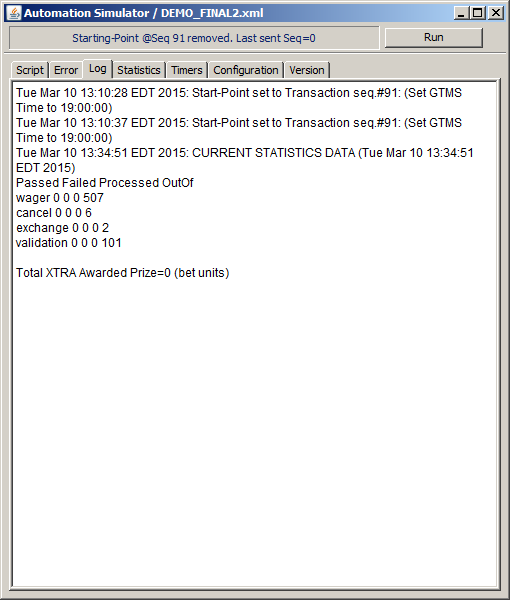 Automation Simulator / DEMO_FINAL2.xml
Starting-Point @Seq 91 removed. Last sent Seq=0
Run
Script Error Log Statistics Timers Configuration Version
Tue Mar 10 13:10:28 EDT 2015: Start-Point set to Transaction seq.#91: (Set GTMS
Time to 19:00:00)
Tue Mar 10 13:10:37 EDT 2015: Start-Point set to Transaction seq.#91: (Set GTMS
Time to 19:00:00)
Tue Mar 10 13:34:51 EDT 2015: CURRENT STATISTICS DATA (Tue Mar 10 13:34:51
EDT 2015)
Passed Failed Processed OutOf
wager 0 0 0 507
cancel 0 0 0 6
exchange 0 0 0 2
validation 0 0 0 101
Total XTRA Awarded Prize=0 (bet units)